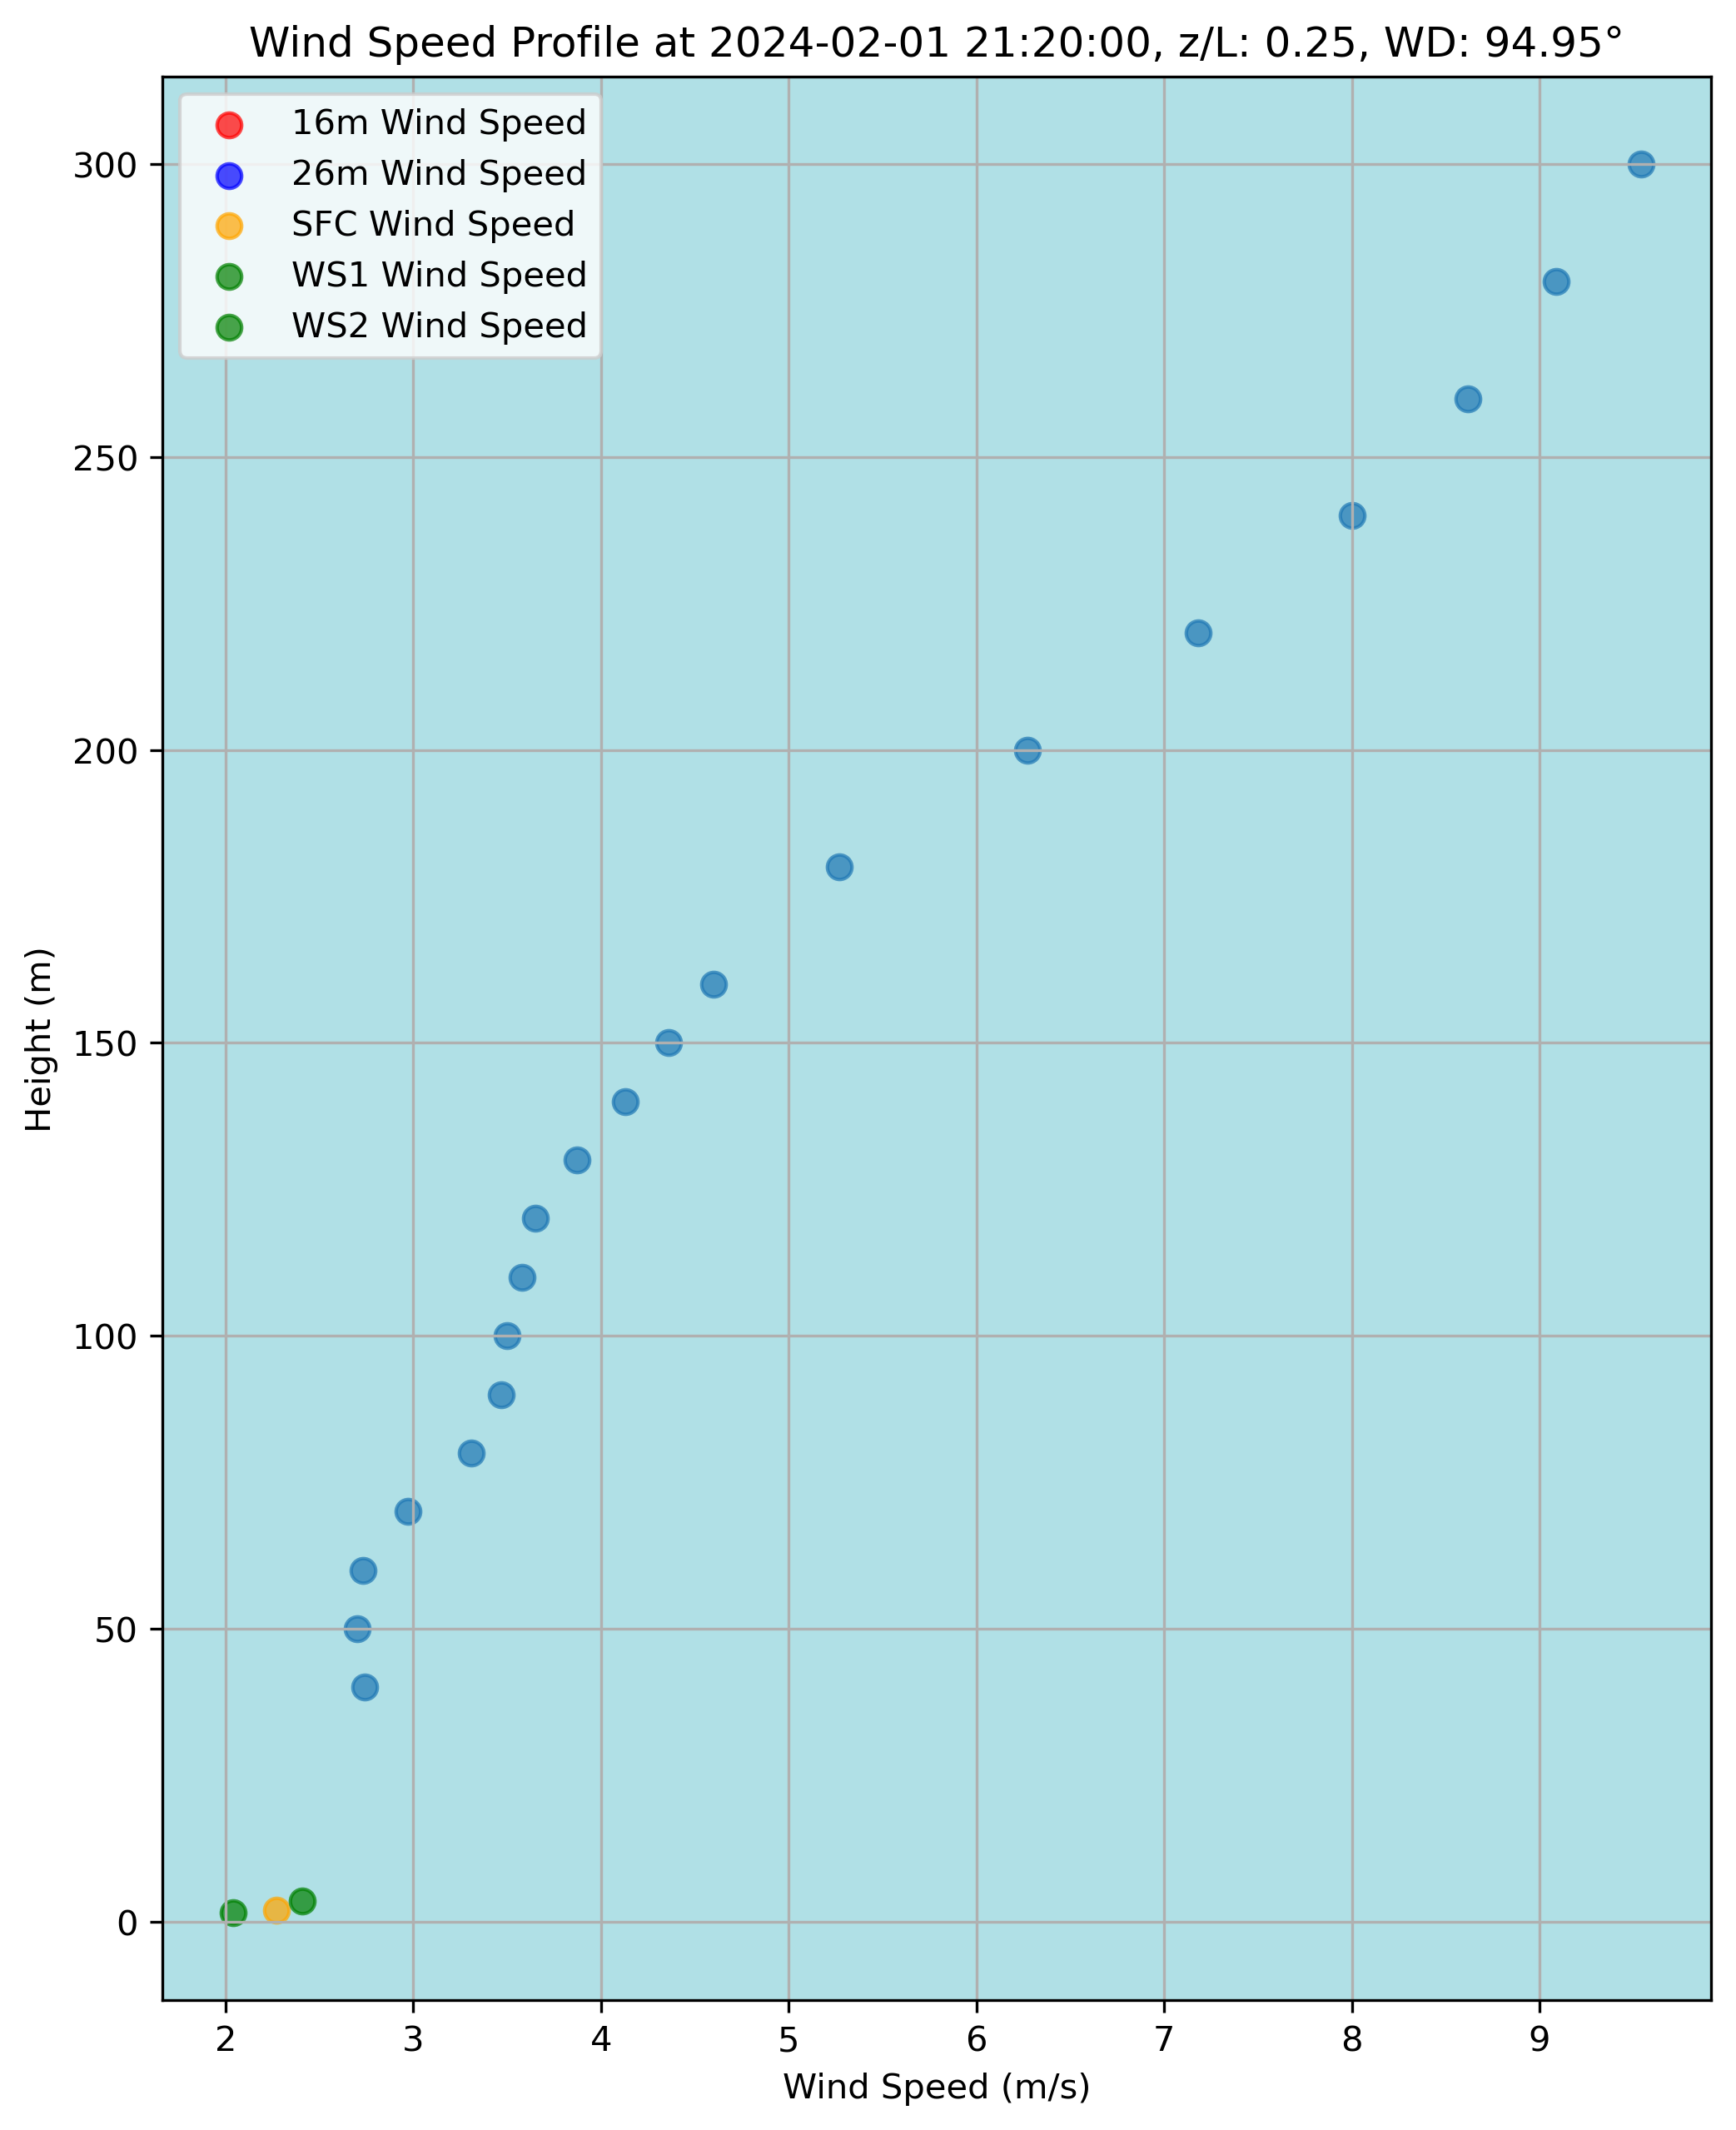 Wind Speed Profile at 2024-02-01 21:20:00, z/L: 0.25, WD: 94.95°
16m Wind Speed
26m Wind Speed
SFC Wind Speed
WS1 Wind Speed
WS2 Wind Speed
300
250
200
150
100
50
0
Height (m)
2 3 4 5 6 7 8 9
Wind Speed (m/s)